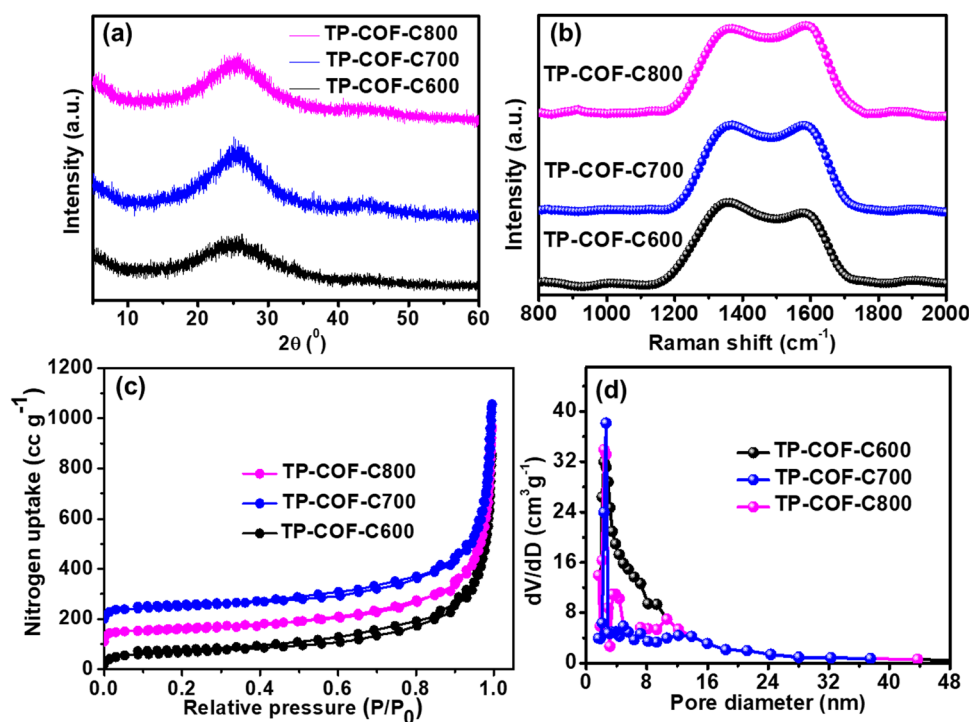 (a)
TP-COF-C800
TP-COF-C700
TP-COF-C600
Intensity (a.u.)
10 20 30 40 50 60
2θ (⁰)
(b)
TP-COF-C800
TP-COF-C700
TP-COF-C600
Intensity (a.u.)
800 1000 1200 1400 1600 1800 2000
Raman shift (cm⁻¹)
(c)
TP-COF-C800
TP-COF-C700
TP-COF-C600
Nitrogen uptake (cc g⁻¹)
1200
1000
800
600
400
200
0
0.0 0.2 0.4 0.6 0.8 1.0
Relative pressure (P/P₀)
(d)
TP-COF-C600
TP-COF-C700
TP-COF-C800
dV/dD (cm³g⁻¹)
40
32
24
16
8
0
0 8 16 24 32 40 48
Pore diameter (nm)